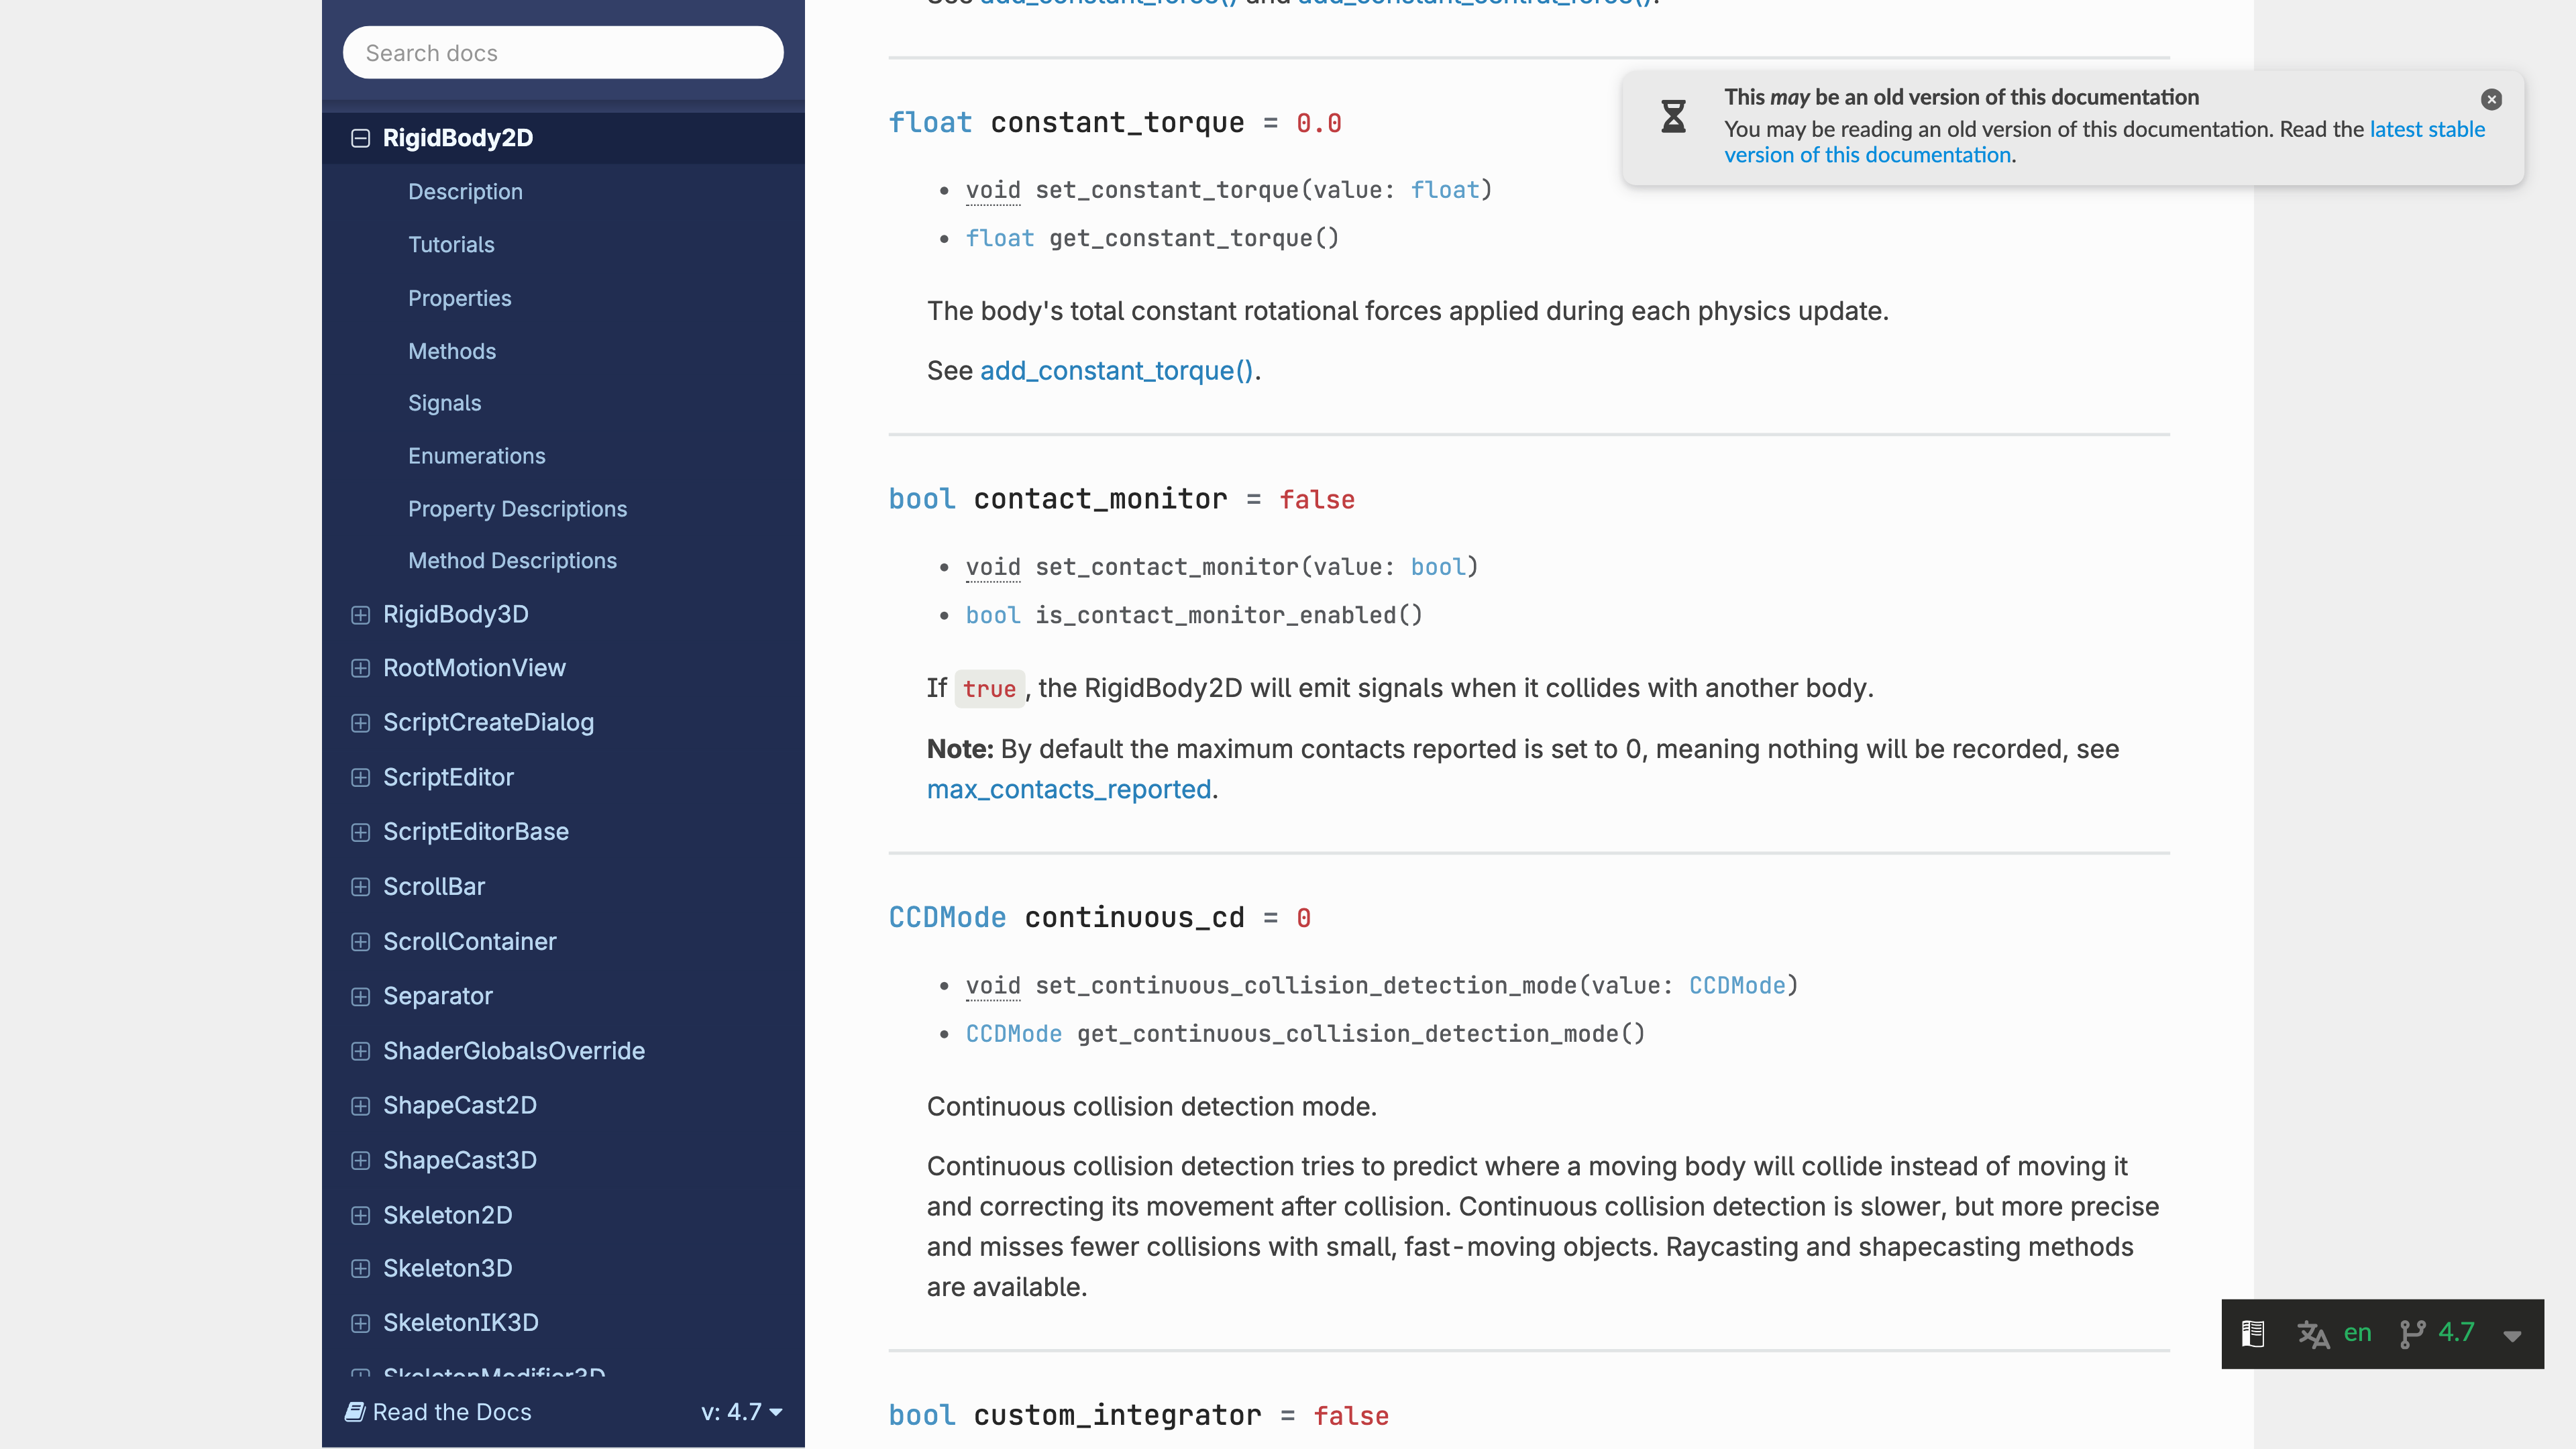 Search docs
RigidBody2D
Description
Tutorials
Properties
Methods
Signals
Enumerations
Property Descriptions
Method Descriptions
RigidBody3D
RootMotionView
ScriptCreateDialog
ScriptEditor
ScriptEditorBase
ScrollBar
ScrollContainer
Separator
ShaderGlobalsOverride
ShapeCast2D
ShapeCast3D
Skeleton2D
Skeleton3D
SkeletonIK3D
SkeletonModifier3D
Read the Docs v: 4.7
See add_constant_force() and add_constant_central_force().
float constant_torque = 0.0
• void set_constant_torque(value: float)
• float get_constant_torque()
The body's total constant rotational forces applied during each physics update.
See add_constant_torque().
bool contact_monitor = false
• void set_contact_monitor(value: bool)
• bool is_contact_monitor_enabled()
If true, the RigidBody2D will emit signals when it collides with another body.
Note: By default the maximum contacts reported is set to 0, meaning nothing will be recorded, see
max_contacts_reported.
CCDMode continuous_cd = 0
• void set_continuous_collision_detection_mode(value: CCDMode)
• CCDMode get_continuous_collision_detection_mode()
Continuous collision detection mode.
Continuous collision detection tries to predict where a moving body will collide instead of moving it
and correcting its movement after collision. Continuous collision detection is slower, but more precise
and misses fewer collisions with small, fast-moving objects. Raycasting and shapecasting methods
are available.
bool custom_integrator = false
This may be an old version of this documentation
You may be reading an old version of this documentation. Read the latest stable
version of this documentation.
en 4.7